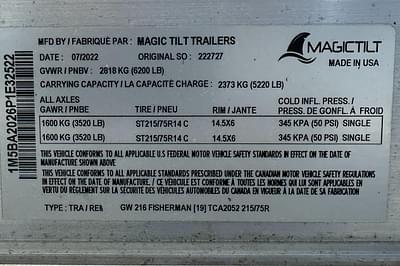 MFD BY / FABRIQUÉ PAR : MAGIC TILT TRAILERS
07/2022 ORIGINAL SO : 222727
GVWR / PNBV : 2818 KG (6200 LB)
MAGICTILT
MADE IN USA
CARRYING CAPACITY / LA CAPACITÉ CHARGE : 2373 KG (5220 LB)
ALL AXLES
GAWR / PNBE TIRE / PNEU RIM / JANTE COLD INFL. PRESS. / PRESS. DE GONFL. À FROID
1600 KG (3520 LB) ST215/75R14 C 14.5X6 345 KPA (50 PSI) SINGLE
1600 KG (3520 LB) ST215/75R14 C 14.5X6 345 KPA (50 PSI) SINGLE
THIS VEHICLE CONFORMS TO ALL APPLICABLE U.S. FEDERAL MOTOR VEHICLE SAFETY STANDARDS IN EFFECT ON THE DATE OF MANUFACTURE SHOWN ABOVE.
THIS VEHICLE CONFORMS TO ALL APPLICABLE STANDARDS PRESCRIBED UNDER THE CANADIAN MOTOR VEHICLE SAFETY REGULATIONS IN EFFECT ON THE DATE OF MANUFACTURE / CE VÉHICULE EST CONFORME À TOUTES LES NORMES QUI LUI SONT APPLICABLES EN VERTU DU RÈGLEMENT SUR LA SÉCURITÉ DES VÉHICULES AUTOMOBILES DU CANADA EN VIGUEUR À LA DATE DE SA FABRICATION.
TYPE : TRA / REM GW 216 FISHERMAN [19] TCA2052 215/75R
1M5BA2026P1E32522